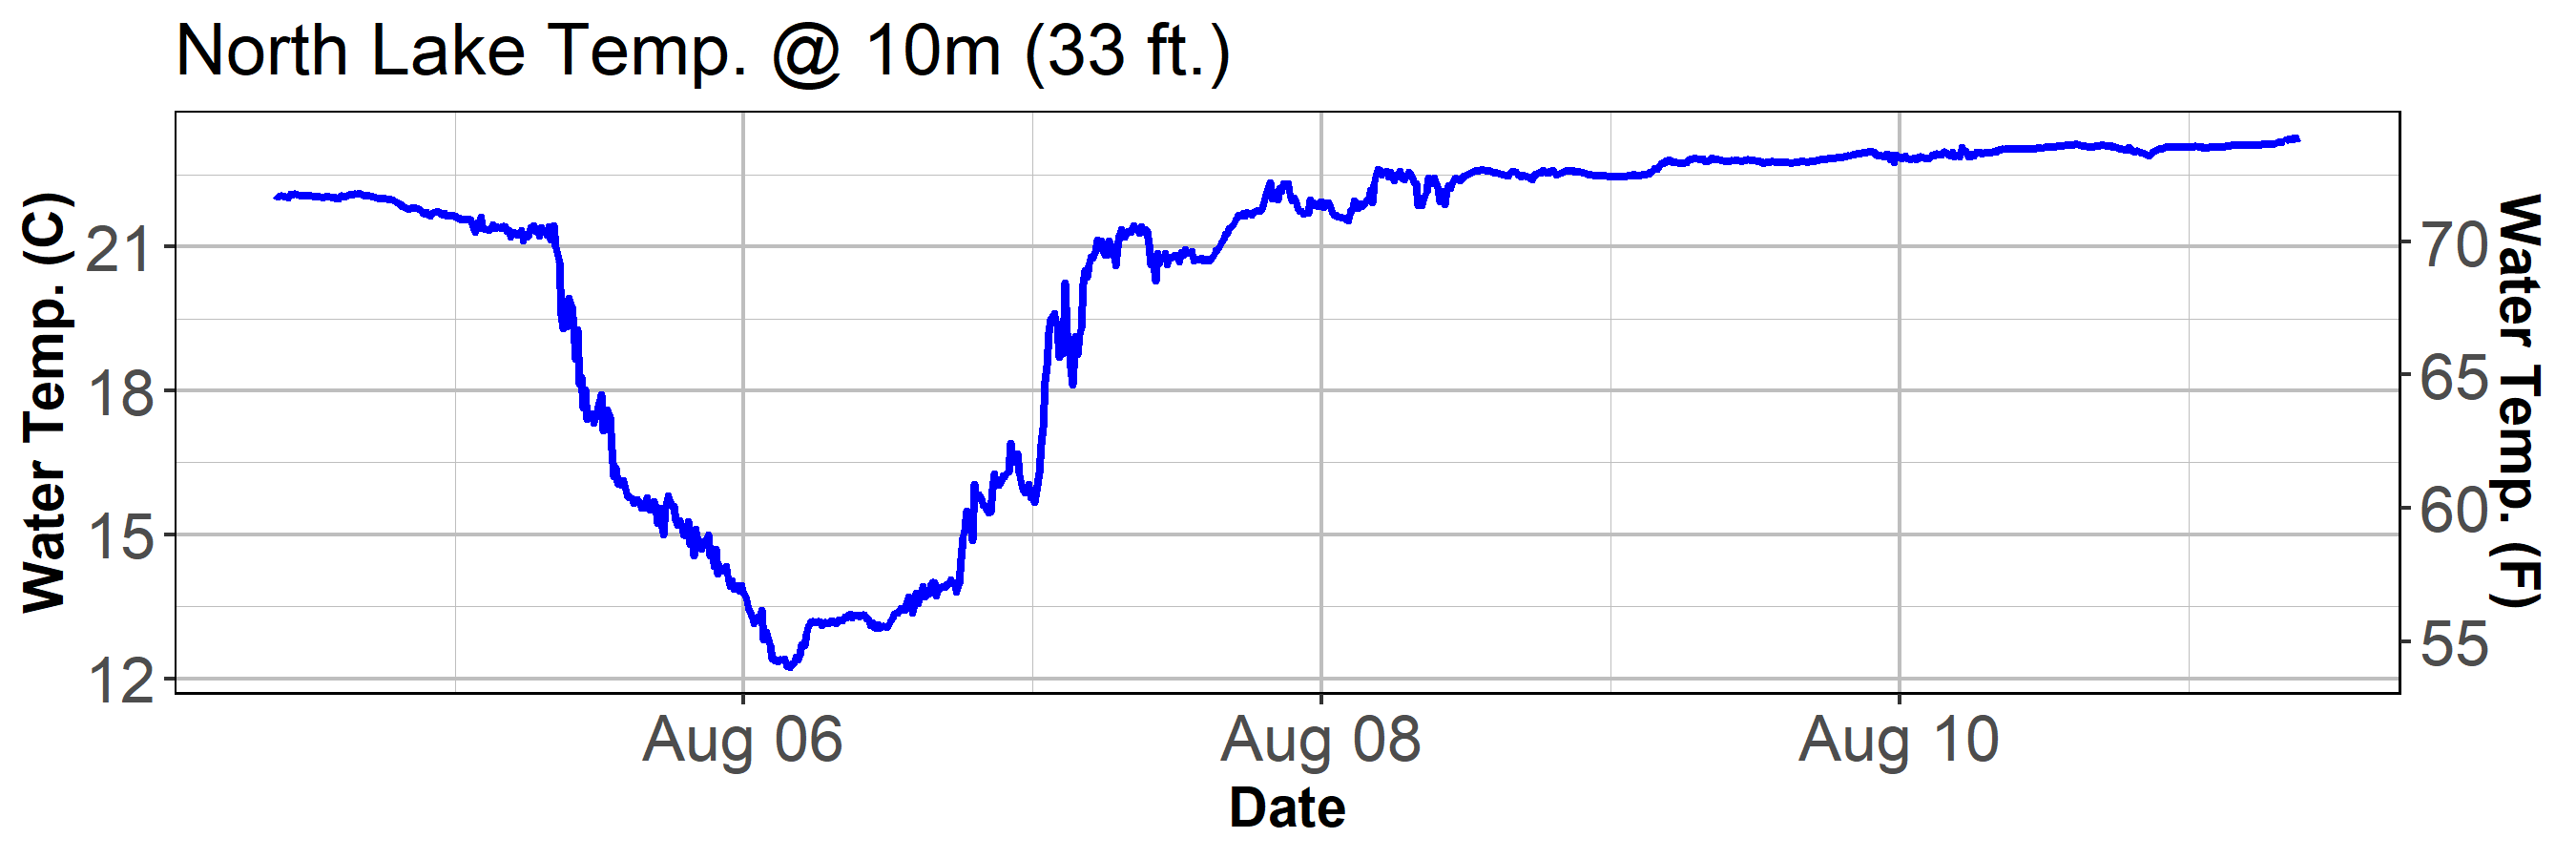 North Lake Temp. @ 10m (33 ft.)
Water Temp. (C)
21
18
15
12
70
65
60
55
Water Temp. (F)
Aug 06
Aug 08
Aug 10
Date